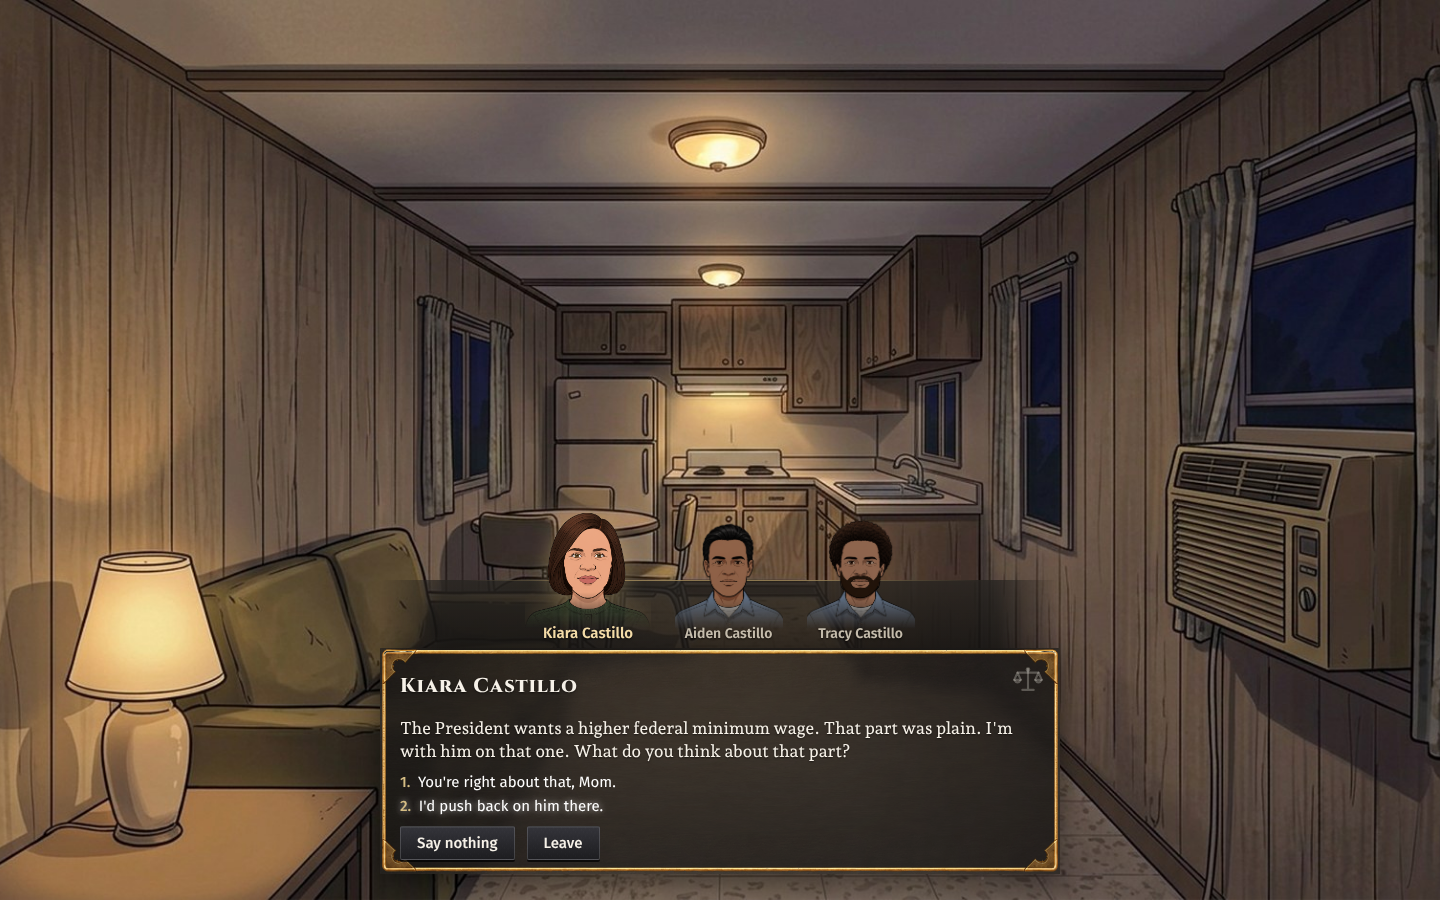 Kiara Castillo
Aiden Castillo
Tracy Castillo
KIARA CASTILLO
The President wants a higher federal minimum wage. That part was plain. I'm
with him on that one. What do you think about that part?
1. You're right about that, Mom.
2. I'd push back on him there.
Say nothing
Leave